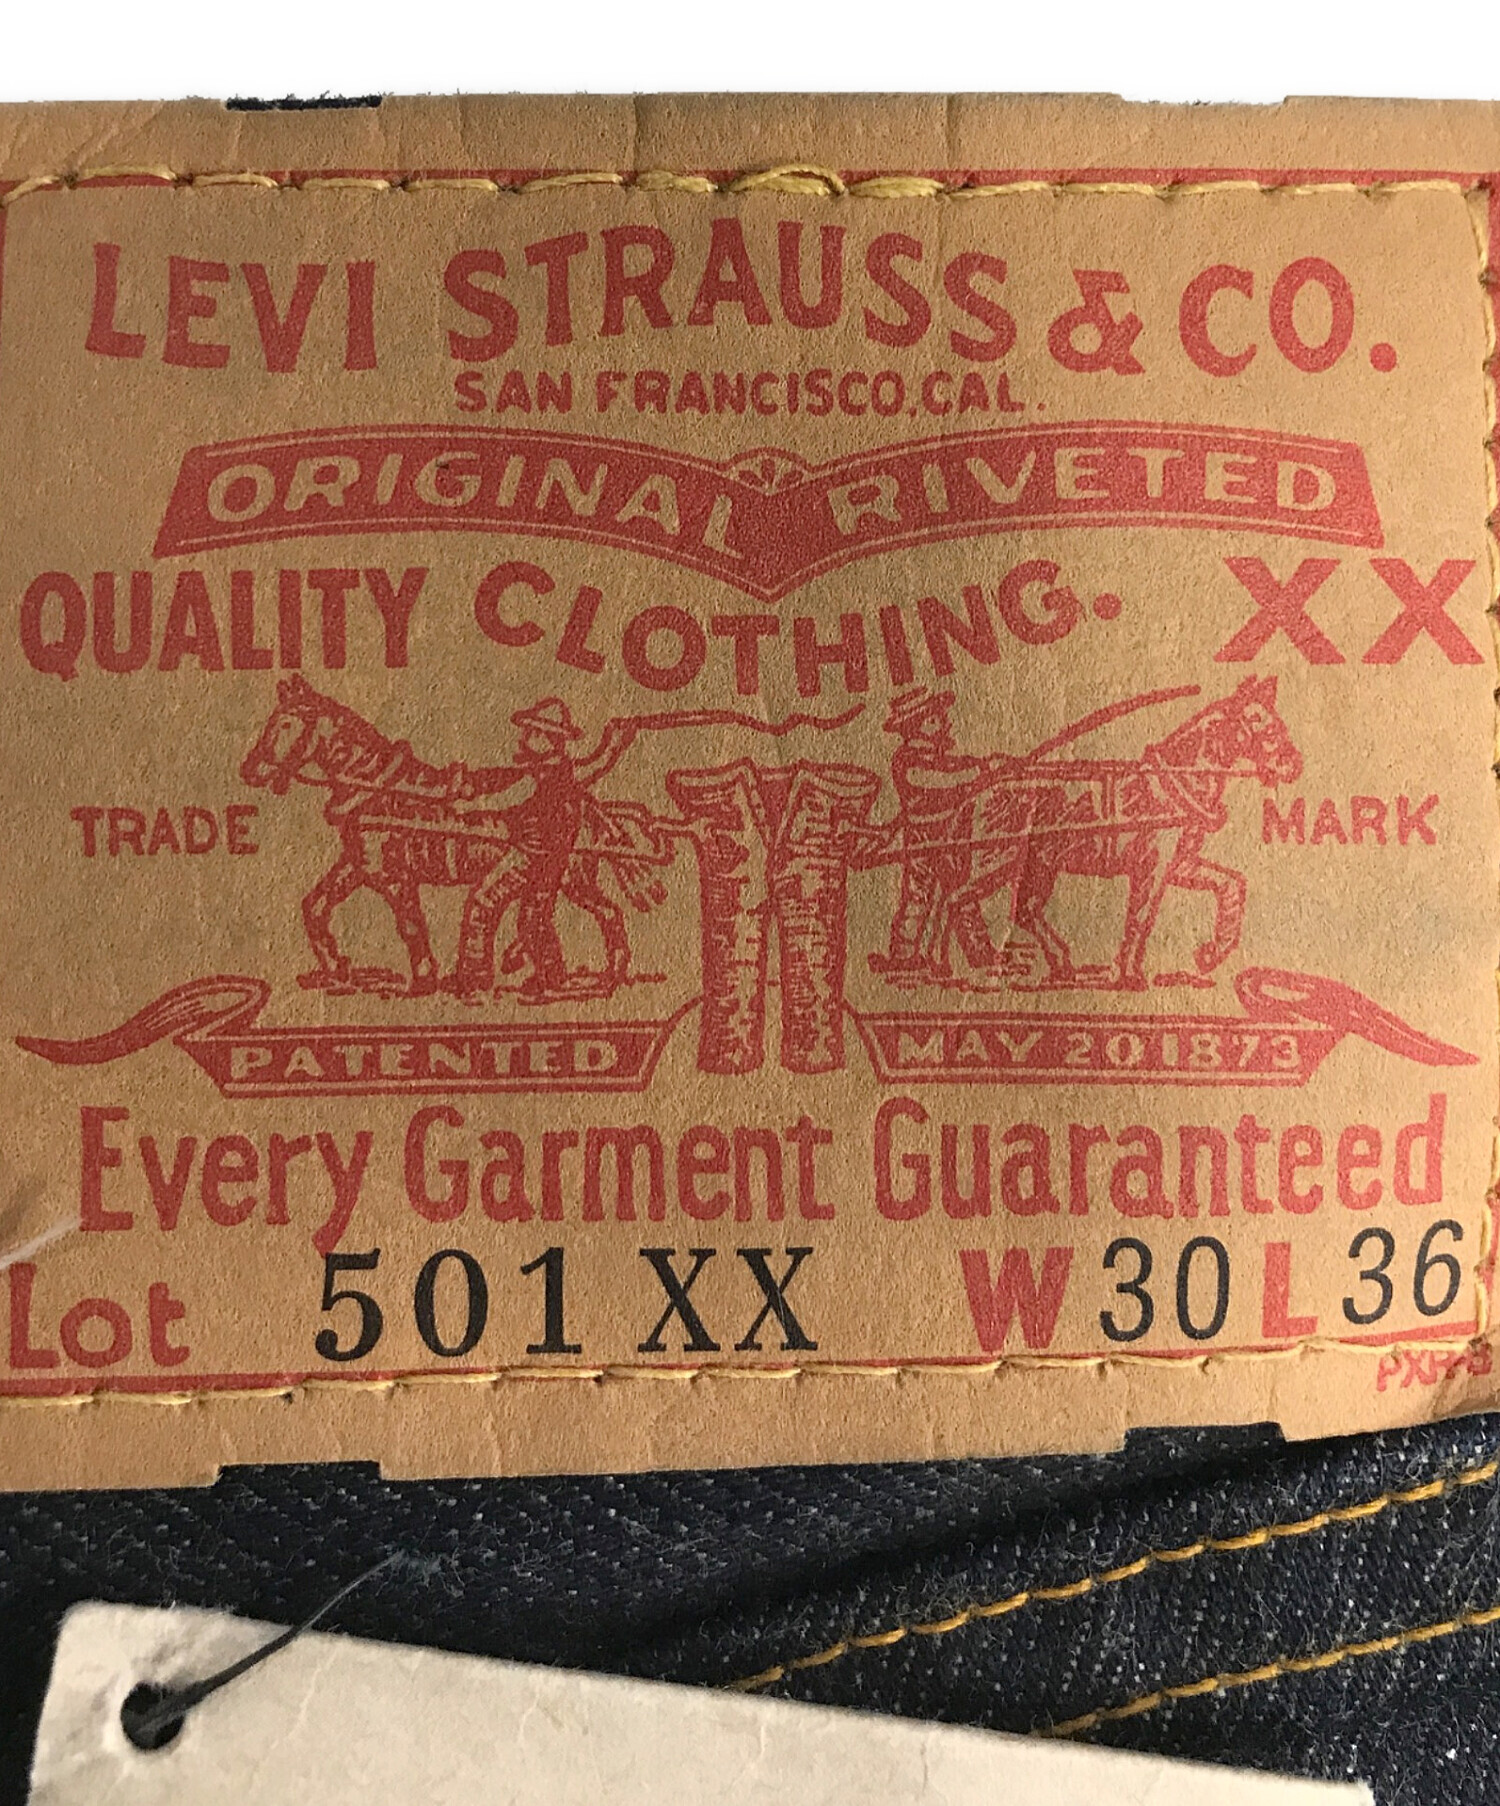 LEVI STRAUSS & CO.
SAN FRANCISCO, CAL.
ORIGINAL RIVETED
QUALITY CLOTHING. XX
TRADE MARK
PATENTED MAY 20 1873
Every Garment Guaranteed
Lot 501 XX W 30 L 36